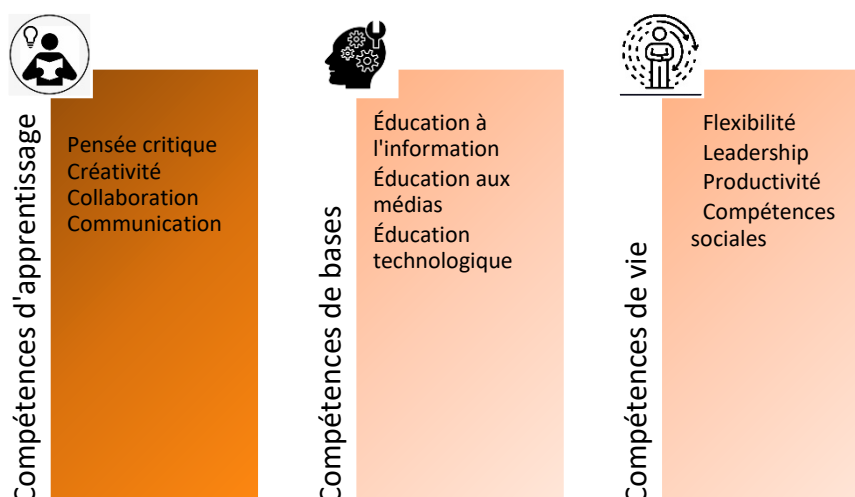 Compétences d'apprentissage
Pensée critique
Créativité
Collaboration
Communication
Compétences de bases
Éducation à
l'information
Éducation aux
médias
Éducation
technologique
Compétences de vie
Flexibilité
Leadership
Productivité
Compétences
sociales